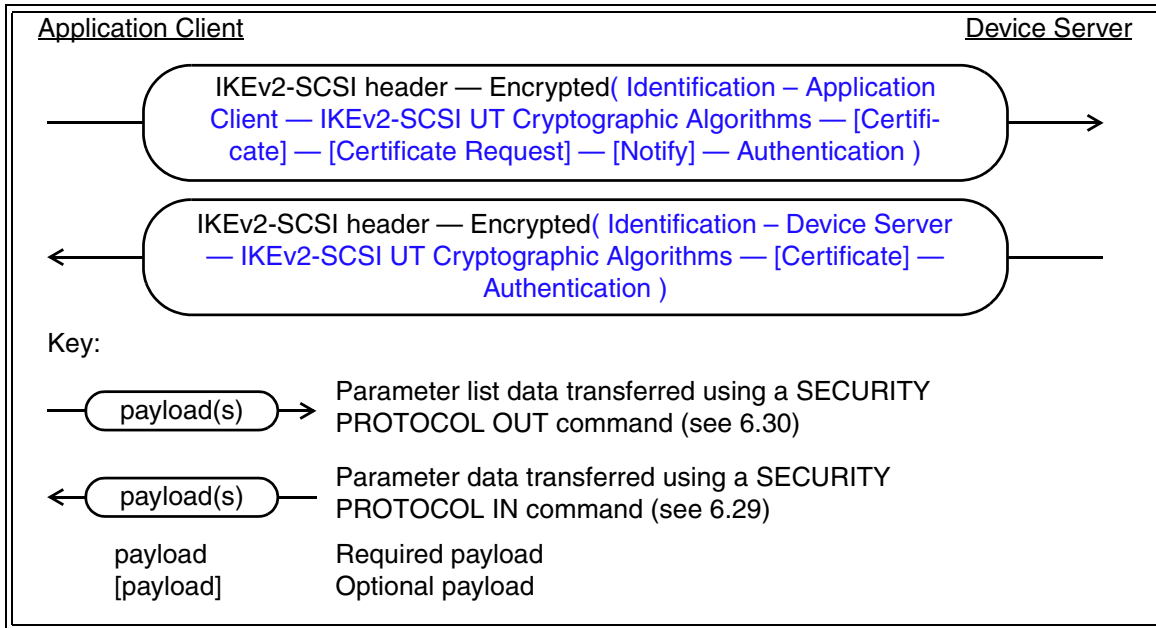 Application Client
Device Server
IKEv2-SCSI header — Encrypted( Identification – Application
Client — IKEv2-SCSI UT Cryptographic Algorithms — [Certifi-
cate] — [Certificate Request] — [Notify] — Authentication )
IKEv2-SCSI header — Encrypted( Identification – Device Server
— IKEv2-SCSI UT Cryptographic Algorithms — [Certificate] —
Authentication )
Key:
payload(s)
Parameter list data transferred using a SECURITY
PROTOCOL OUT command (see 6.30)
payload(s)
Parameter data transferred using a SECURITY
PROTOCOL IN command (see 6.29)
payload Required payload
[payload] Optional payload